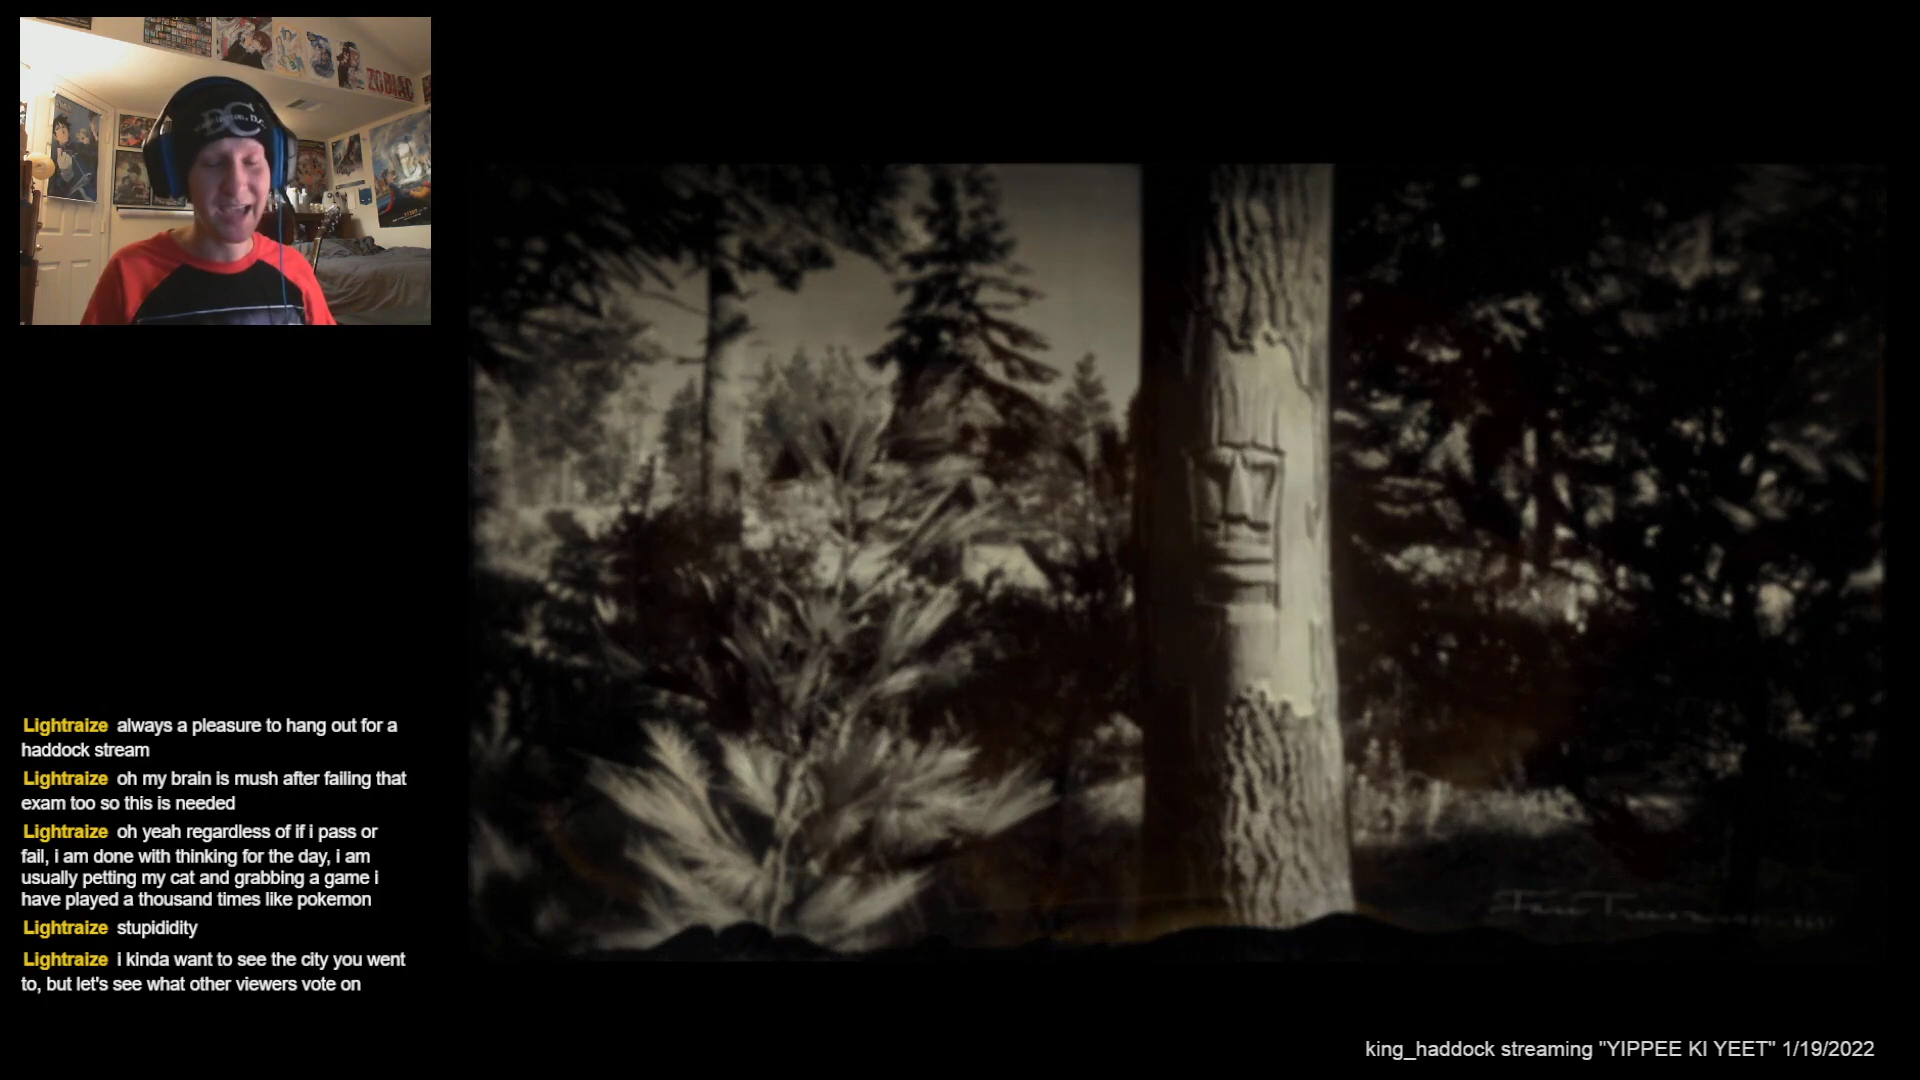 ZODIAC
DC
Lightraize always a pleasure to hang out for a
haddock stream
Lightraize oh my brain is mush after failing that
exam too so this is needed
Lightraize oh yeah regardless of if i pass or
fail, i am done with thinking for the day, i am
usually petting my cat and grabbing a game i
have played a thousand times like pokemon
Lightraize stupididity
Lightraize i kinda want to see the city you went
to, but let's see what other viewers vote on
king_haddock streaming "YIPPEE KI YEET" 1/19/2022